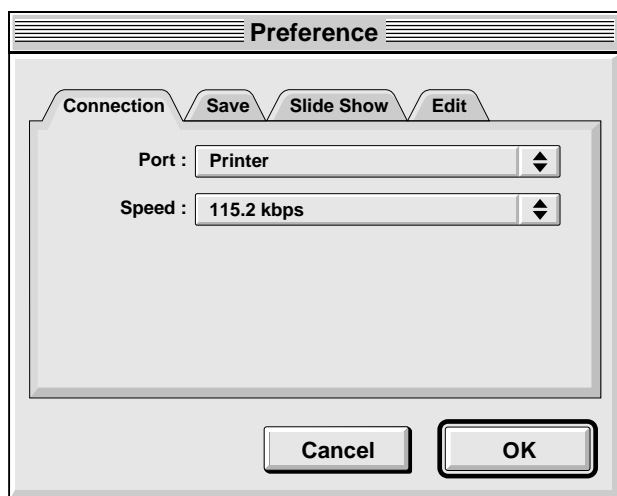 Preference
Connection Save Slide Show Edit
Port : Printer
Speed : 115.2 kbps
Cancel OK